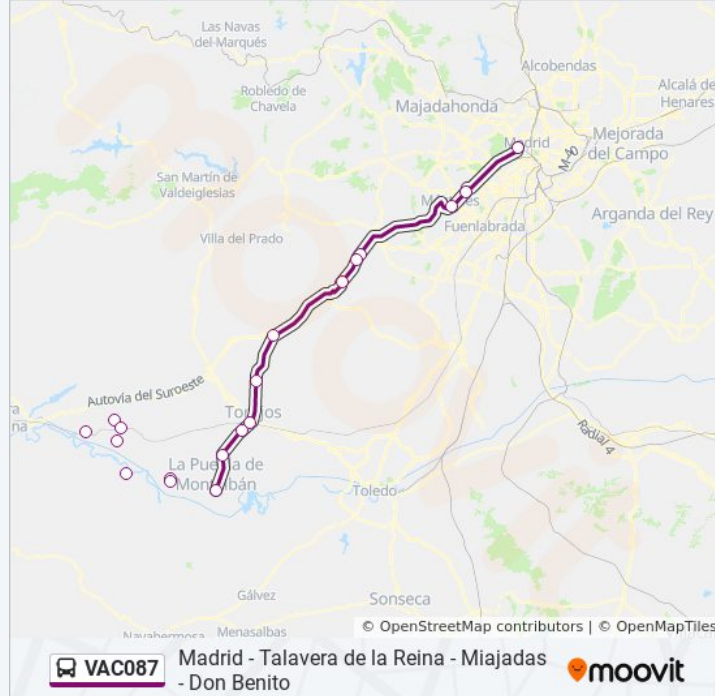 Las Navas
del Marqués
Alcobendas
Robledo de
Chavela
Majadahonda
Alcalá de
Henares
Madrid
Mejorada
del Campo
M-40
San Martín de
Valdeiglesias
Arganda del Rey
Fuenlabrada
Villa del Prado
Autovía del Suroeste
Radial 4
La Puebla de
Montalbán
Toledo
Gálvez
Sonseca
Navahermosa
Menasalbas
© OpenStreetMap contributors | © OpenMapTiles
VAC087
Madrid - Talavera de la Reina - Miajadas
- Don Benito
moovit